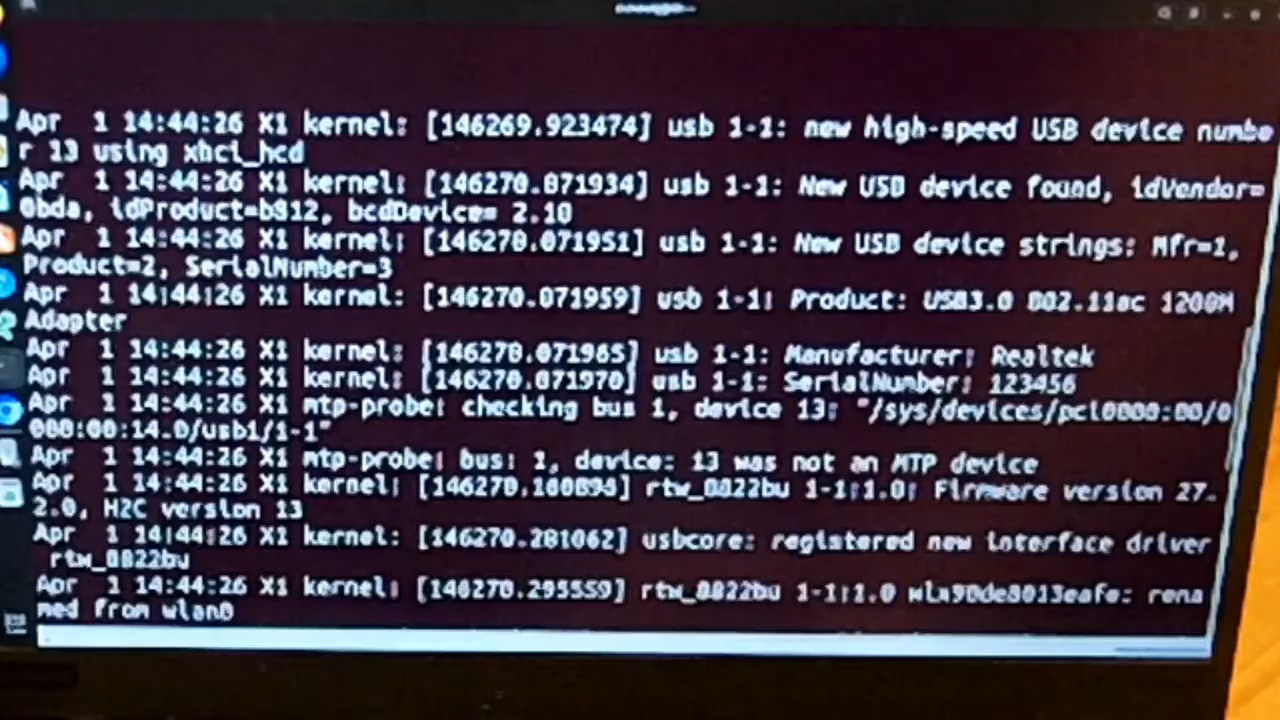 Apr  1 14:44:26 X1 kernel: [146269.923474] usb 1-1: new high-speed USB device numbe
r 13 using xhci_hcd
Apr  1 14:44:26 X1 kernel: [146270.071934] usb 1-1: New USB device found, idVendor=
0bda, idProduct=b812, bcdDevice= 2.10
Apr  1 14:44:26 X1 kernel: [146270.071951] usb 1-1: New USB device strings: Mfr=1,
Product=2, SerialNumber=3
Apr  1 14:44:26 X1 kernel: [146270.071959] usb 1-1: Product: USB3.0 802.11ac 1200M
Adapter
Apr  1 14:44:26 X1 kernel: [146270.071965] usb 1-1: Manufacturer: Realtek
Apr  1 14:44:26 X1 kernel: [146270.071970] usb 1-1: SerialNumber: 123456
Apr  1 14:44:26 X1 mtp-probe: checking bus 1, device 13: "/sys/devices/pci0000:00/0
000:00:14.0/usb1/1-1"
Apr  1 14:44:26 X1 mtp-probe: bus: 1, device: 13 was not an MTP device
Apr  1 14:44:26 X1 kernel: rtw_8822bu 1-1:1.0: Firmware version 27.
2.0, H2C version 13
Apr  1 14:44:26 X1 kernel: [146270.281062] usbcore: registered new interface driver
rtw_8822bu
Apr  1 14:44:26 X1 kernel: [146270.295559] rtw_8822bu 1-1:1.0 rena
med from wlan0